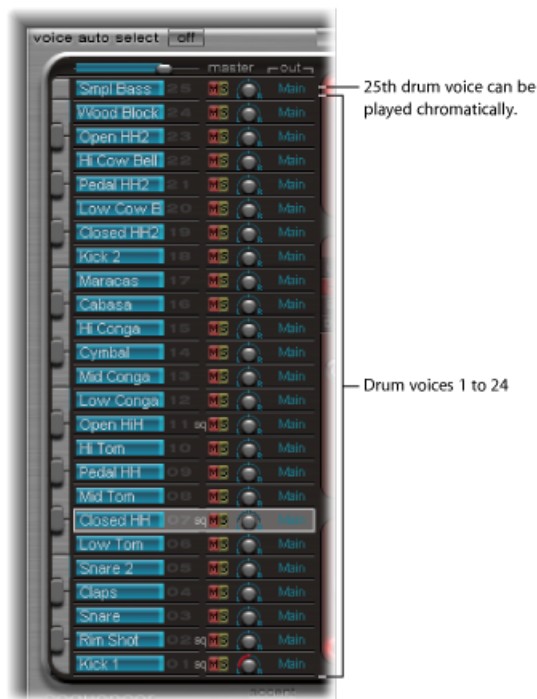 voice auto select off
master out
Smpl Bass 25 M S R Main
25th drum voice can be
played chromatically.
Wood Block 24 M S R Main
Open HH2 23 M S R Main
Hi Cow Bell 22 M S R Main
Pedal HH2 21 M S R Main
Low Cow B 20 M S R Main
Closed HH2 19 M S R Main
Kick 2 18 M S R Main
Maracas 17 M S R Main
Cabasa 16 M S R Main
Hi Conga 15 M S R Main
Cymbal 14 M S R Main
Mid Conga 13 M S R Main
Drum voices 1 to 24
Low Conga 12 M S R Main
Open HiH 11 sq M S R Main
Hi Tom 10 M S R Main
Pedal HH 09 M S R Main
Mid Tom 08 M S R Main
Closed HH 07 sq M S R Main
Low Tom 06 M S R Main
Snare 2 05 M S R Main
Claps 04 M S R Main
Snare 03 M S R Main
Rim Shot 02 sq M S R Main
Kick 1 01 sq M S R Main
accent